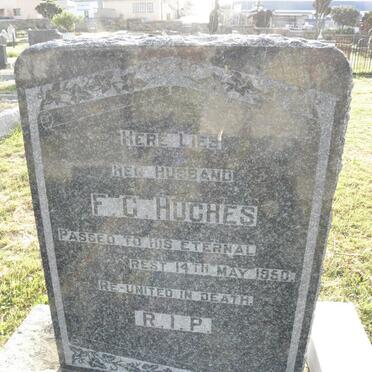 HERE LIES
HER HUSBAND
F G HUGHES
PASSED TO HIS ETERNAL
REST 14TH MAY 1950.
RE-UNITED IN DEATH
R.I.P